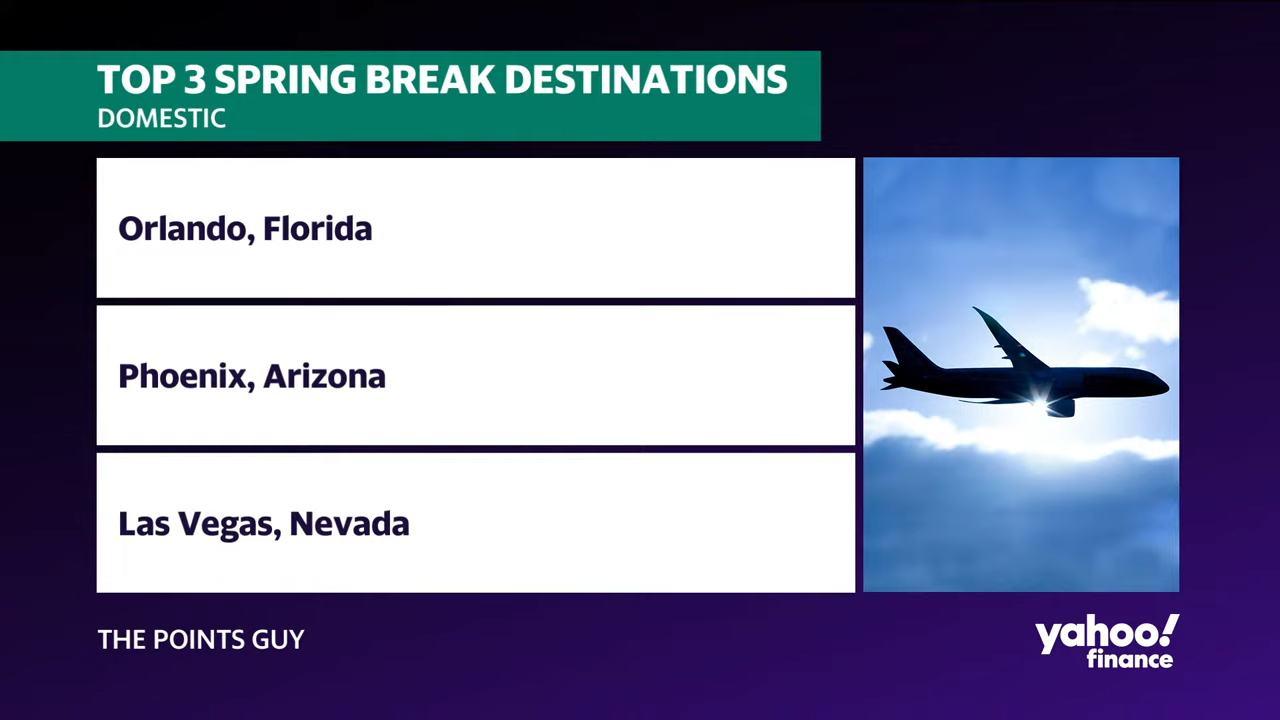 TOP 3 SPRING BREAK DESTINATIONS
DOMESTIC
Orlando, Florida
Phoenix, Arizona
Las Vegas, Nevada
THE POINTS GUY
yahoo!
finance